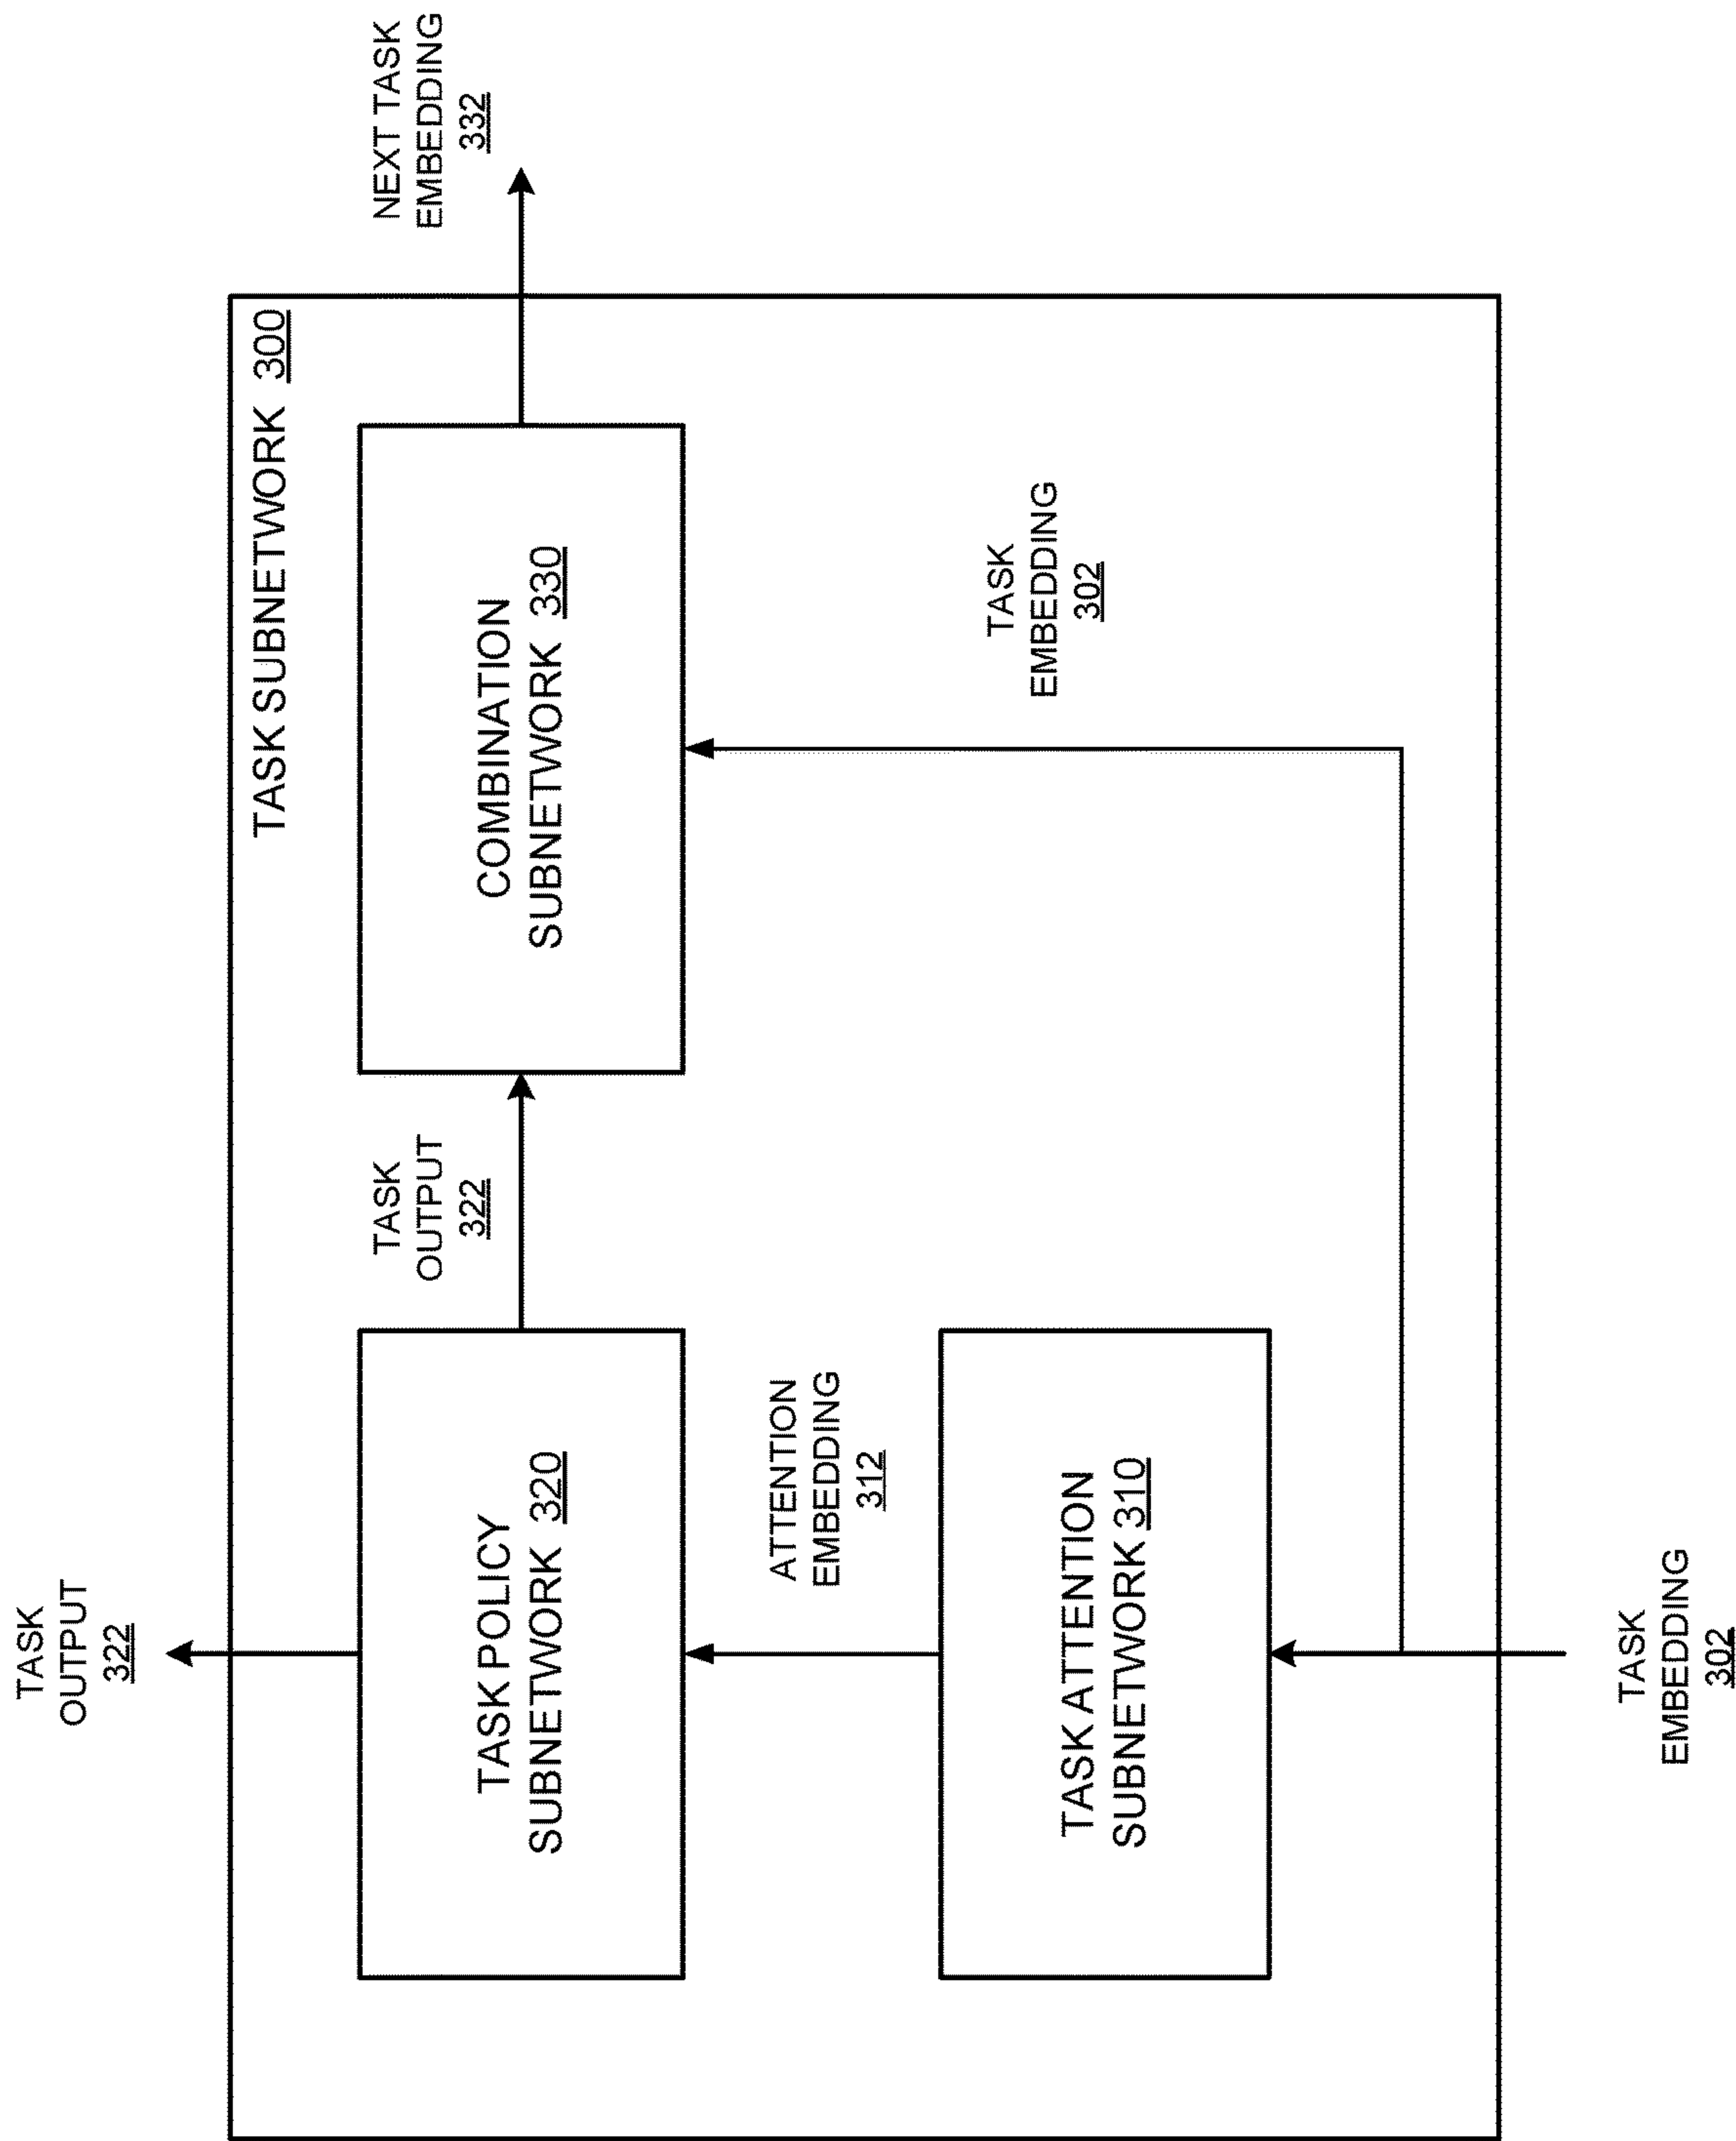 TASK
OUTPUT
322
TASK SUBNETWORK 300
TASK
OUTPUT
322
NEXT TASK
EMBEDDING
332
TASK POLICY
SUBNETWORK 320
COMBINATION
SUBNETWORK 330
ATTENTION
EMBEDDING
312
TASK
EMBEDDING
302
TASK ATTENTION
SUBNETWORK 310
TASK
EMBEDDING
302